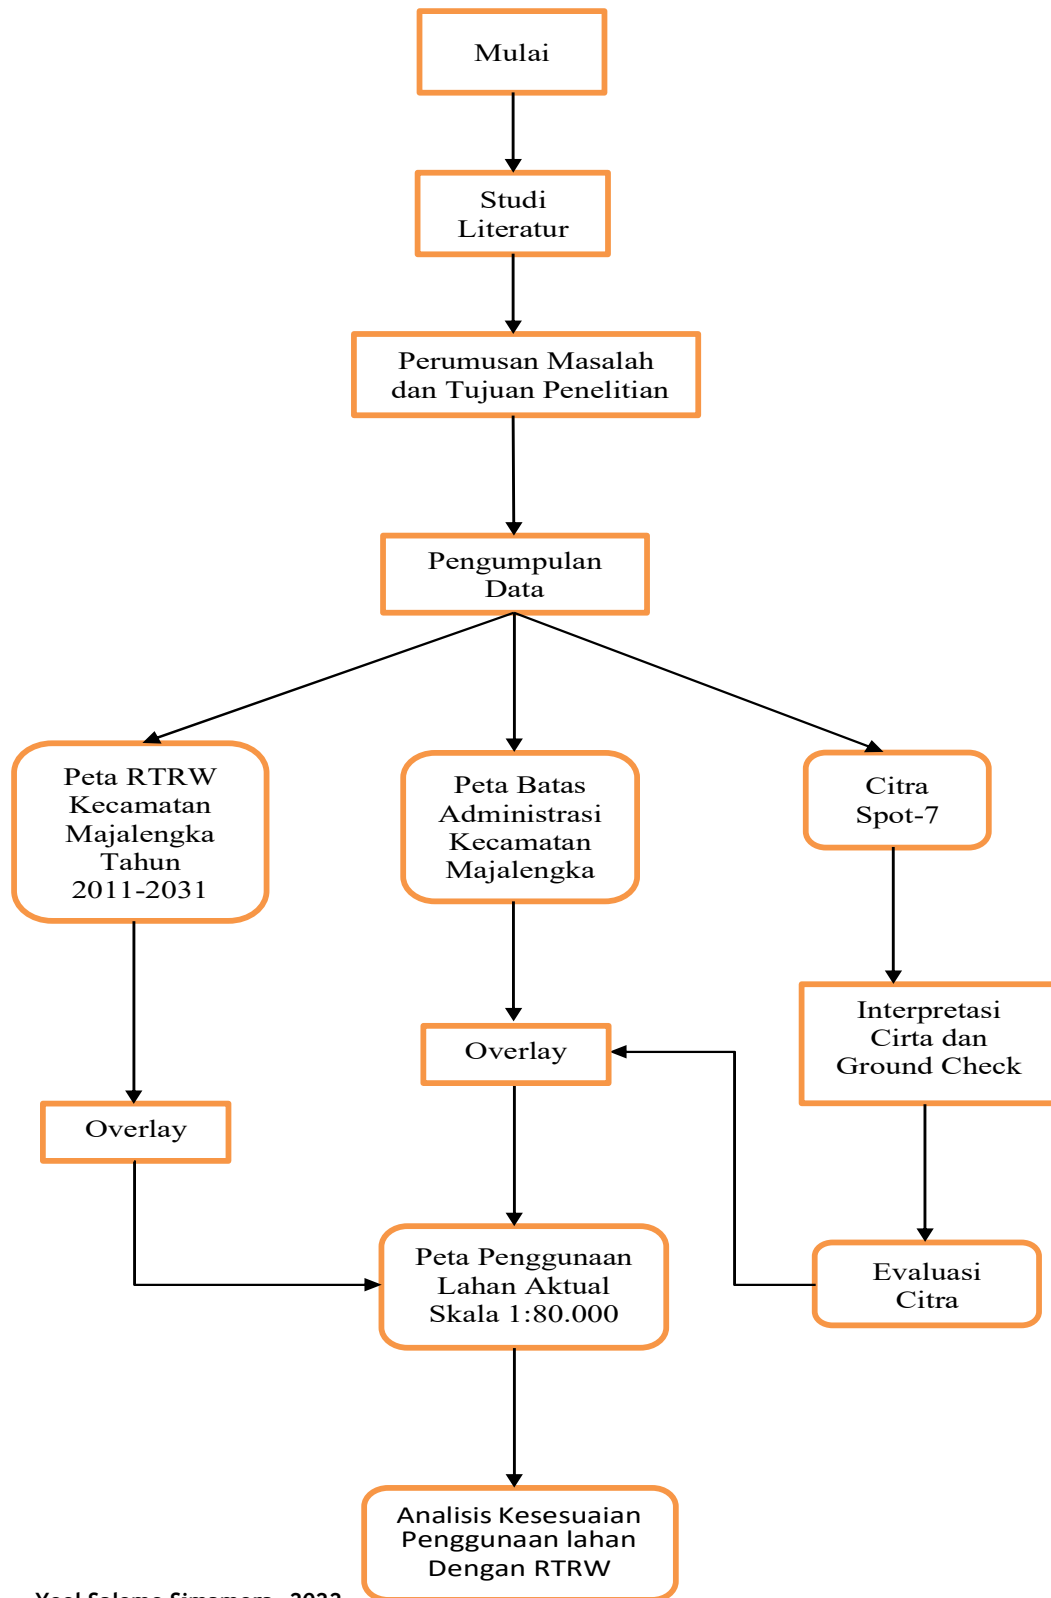 Mulai
Studi
Literatur
Perumusan Masalah
dan Tujuan Penelitian
Pengumpulan
Data
Peta RTRW
Kecamatan
Majalengka
Tahun
2011-2031
Peta Batas
Administrasi
Kecamatan
Majalengka
Citra
Spot-7
Interpretasi
Cirta dan
Ground Check
Overlay
Overlay
Evaluasi
Citra
Peta Penggunaan
Lahan Aktual
Skala 1:80.000
Analisis Kesesuaian
Penggunaan lahan
Dengan RTRW